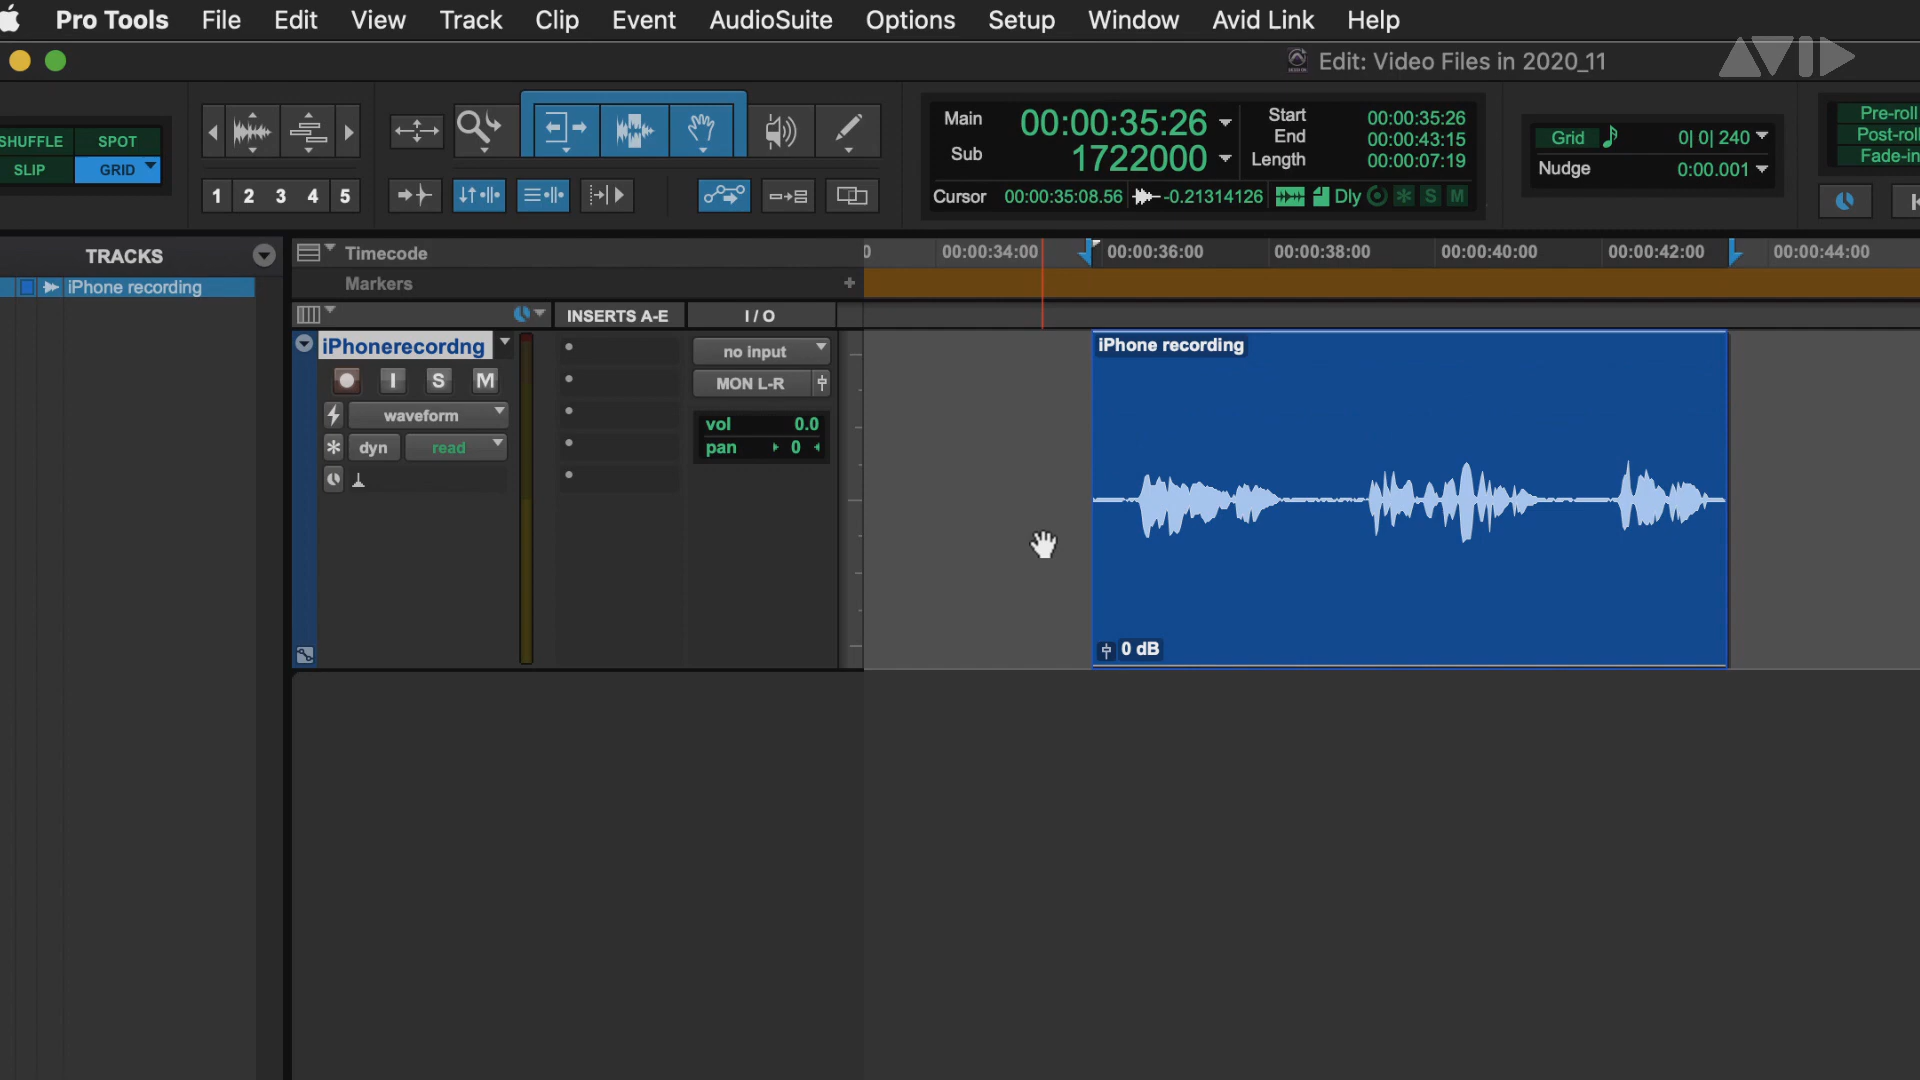 Pro Tools File Edit View Track Clip Event AudioSuite Options Setup Window Avid Link Help
Edit: Video Files in 2020_11
AVID
SHUFFLE SPOT
SLIP GRID
1 2 3 4 5
Main 00:00:35:26
Sub 1722000
Start 00:00:35:26
End 00:00:43:15
Length 00:00:07:19
Cursor 00:00:35:08.56 -0.21314126 Dly S M
Grid 0| 0| 240
Nudge 0:00.001
Pre-roll
Post-roll
Fade-in
TRACKS
iPhone recording
Timecode
00:00:34:00 00:00:36:00 00:00:38:00 00:00:40:00 00:00:42:00 00:00:44:00
Markers
INSERTS A-E I / O
iPhonerecordng
I S M
waveform
dyn read
no input
MON L-R
vol 0.0
pan 0
iPhone recording
0 dB